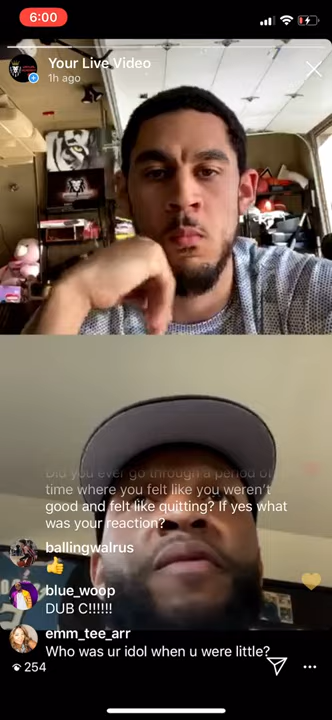 6:00
Your Live Video
1h ago
Did you ever go through a period of
time where you felt like you weren't
good and felt like quitting? If yes what
was your reaction?
ballingwalrus
👍
blue_woop
DUB C!!!!!!
emm_tee_arr
Who was ur idol when u were little?
254